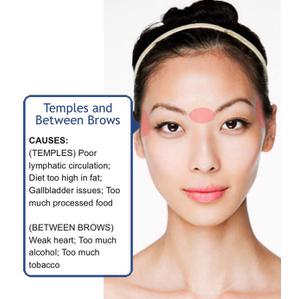 Temples and
Between Brows
CAUSES:
(TEMPLES) Poor
lymphatic circulation;
Diet too high in fat;
Gallbladder issues; Too
much processed food
(BETWEEN BROWS)
Weak heart; Too much
alcohol; Too much
tobacco